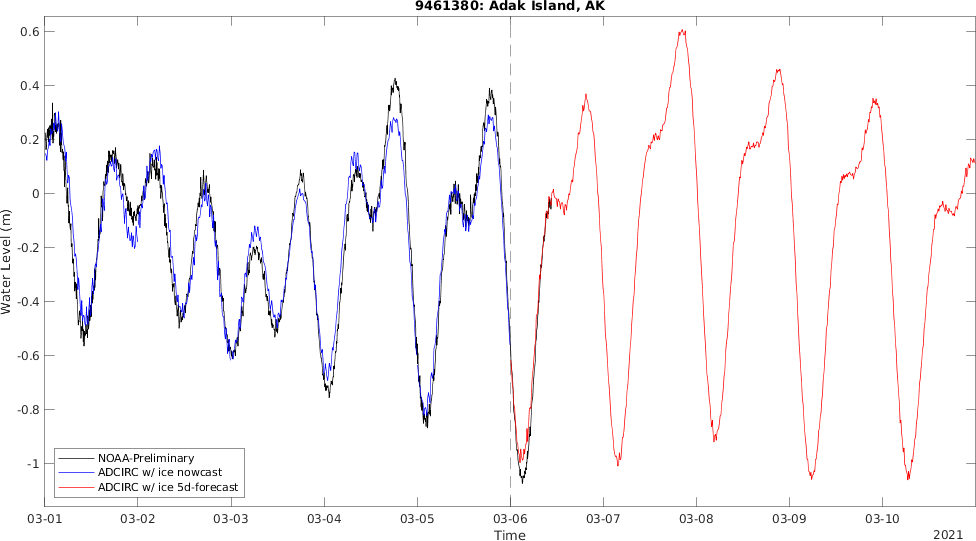 9461380: Adak Island, AK
Water Level (m)
0.6
0.4
0.2
0
-0.2
-0.4
-0.6
-0.8
-1
NOAA-Preliminary
ADCIRC w/ ice nowcast
ADCIRC w/ ice 5d-forecast
03-01 03-02 03-03 03-04 03-05 03-06 03-07 03-08 03-09 03-10
Time
2021